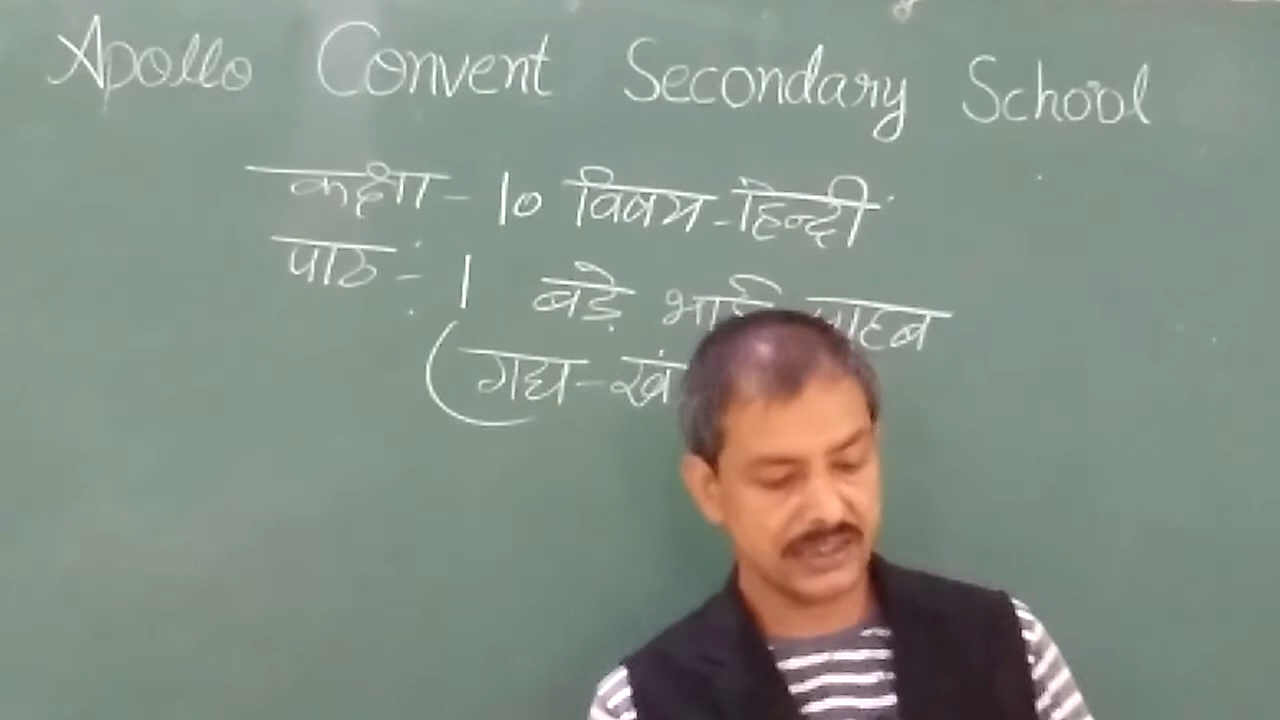 Apollo Convent Secondary School
कक्षा - 10 विषय - हिन्दी
पाठ :- 1 बड़े भाई
(गद्य - खं